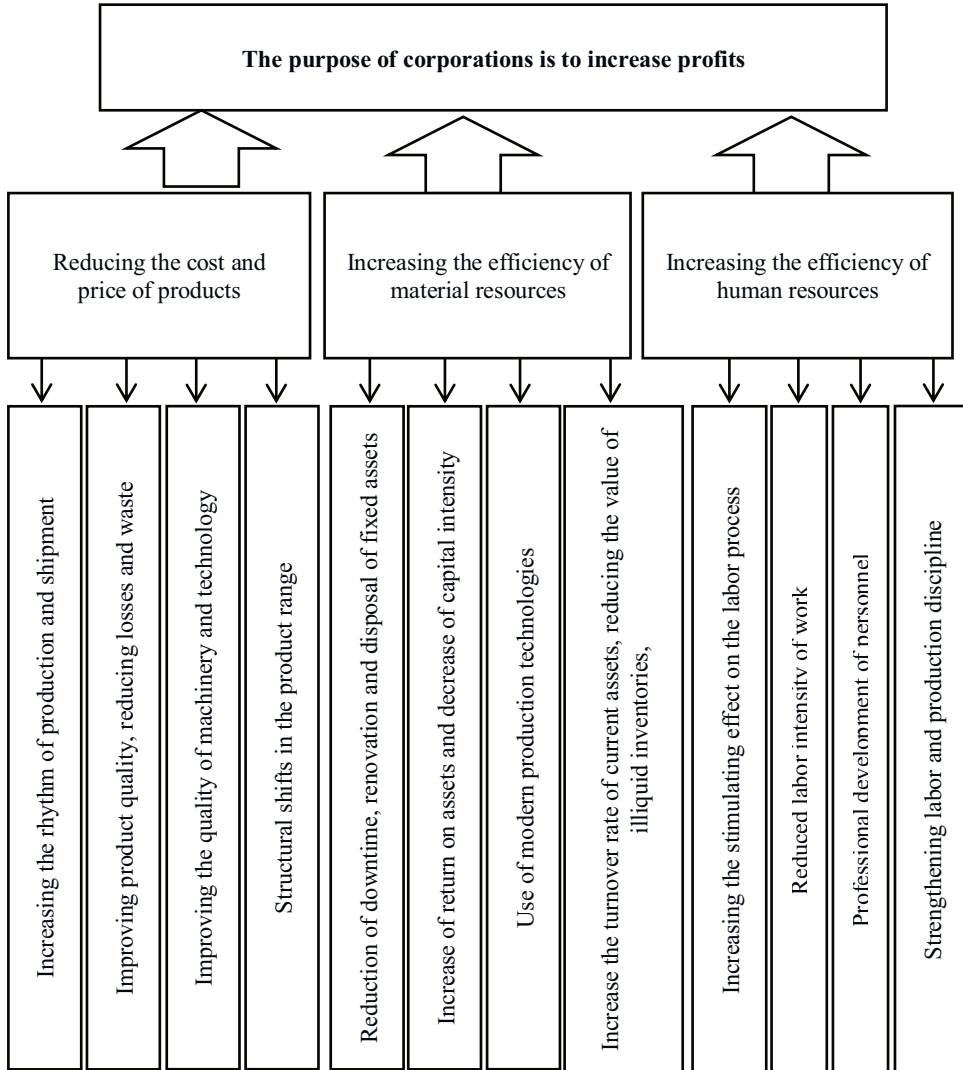 The purpose of corporations is to increase profits
Reducing the cost and
price of products
Increasing the efficiency of
material resources
Increasing the efficiency of
human resources
Increasing the rhythm of production and shipment
Improving product quality, reducing losses and waste
Improving the quality of machinery and technology
Structural shifts in the product range
Reduction of downtime, renovation and disposal of fixed assets
Increase of return on assets and decrease of capital intensity
Use of modern production technologies
Increase the turnover rate of current assets, reducing the value of
illiquid inventories,
Increasing the stimulating effect on the labor process
Reduced labor intensity of work
Professional development of personnel
Strengthening labor and production discipline